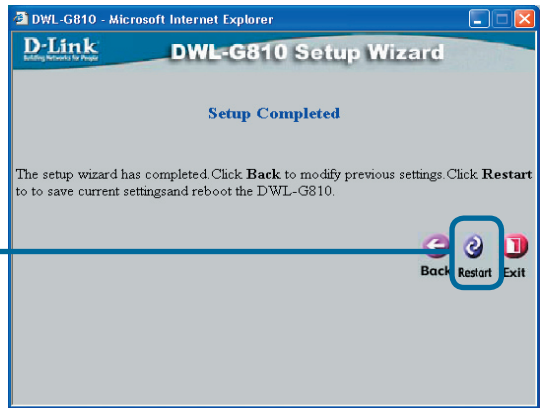 DWL-G810 - Microsoft Internet Explorer
D-Link
Building Networks for People
DWL-G810 Setup Wizard
Setup Completed
The setup wizard has completed.Click Back to modify previous settings.Click Restart
to to save current settingsand reboot the DWL-G810.
Back Restart Exit